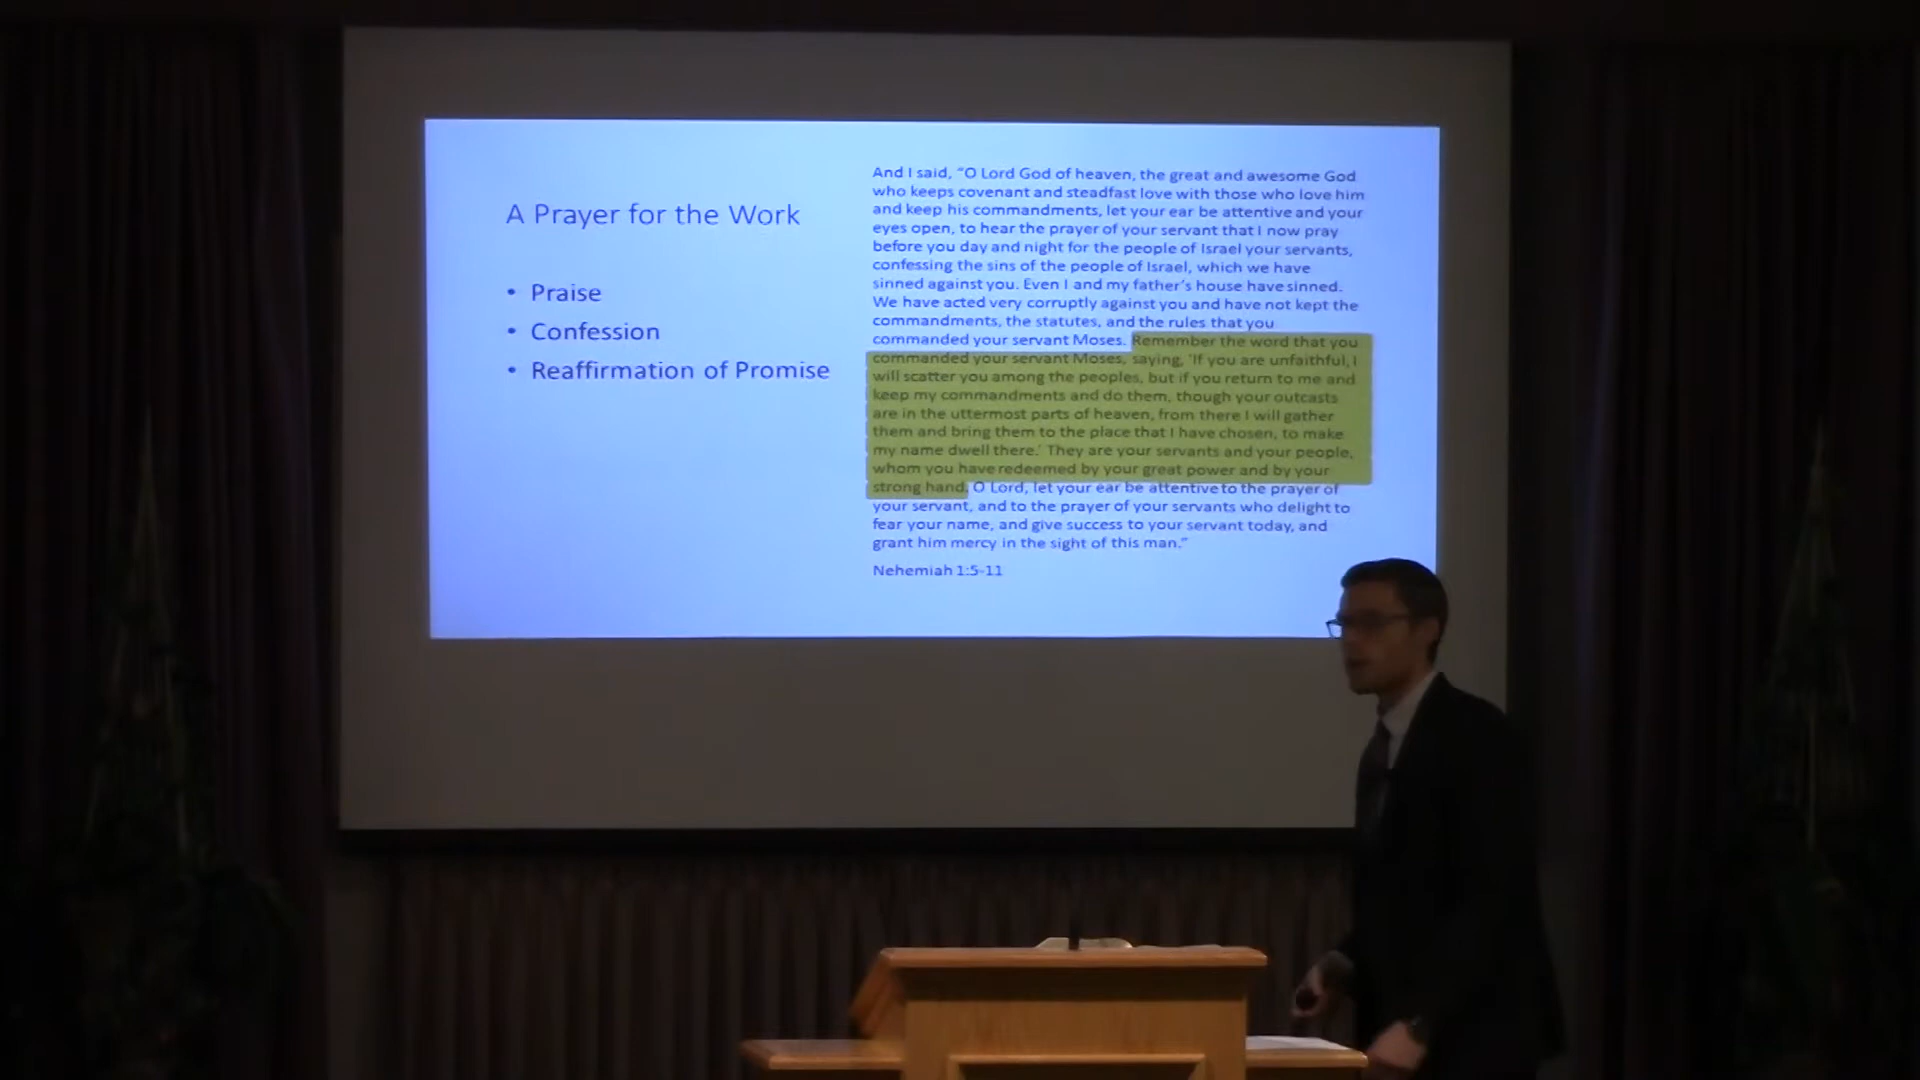 A Prayer for the Work
• Praise
• Confession
• Reaffirmation of Promise
And I said, “O Lord God of heaven, the great and awesome God
who keeps covenant and steadfast love with those who love him
and keep his commandments, let your ear be attentive and your
eyes open, to hear the prayer of your servant that I now pray
before you day and night for the people of Israel your servants,
confessing the sins of the people of Israel, which we have
sinned against you. Even I and my father’s house have sinned.
We have acted very corruptly against you and have not kept the
commandments, the statutes, and the rules that you
commanded your servant Moses. Remember the word that you
commanded your servant Moses, saying, ‘If you are unfaithful, I
will scatter you among the peoples, but if you return to me and
keep my commandments and do them, though your outcasts
are in the uttermost parts of heaven, from there I will gather
them and bring them to the place that I have chosen, to make
my name dwell there.’ They are your servants and your people,
whom you have redeemed by your great power and by your
strong hand. O Lord, let your ear be attentive to the prayer of
your servant, and to the prayer of your servants who delight to
fear your name, and give success to your servant today, and
grant him mercy in the sight of this man.”
Nehemiah 1:5-11